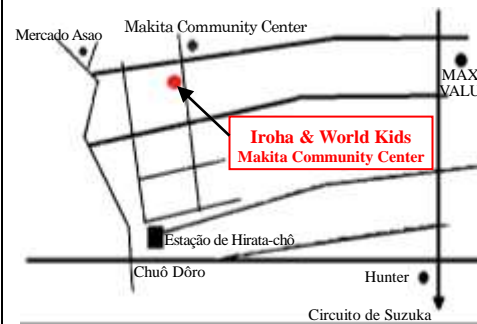 Makita Community Center
Mercado Asao
MAX
VALU
Iroha & World Kids
Makita Community Center
Estação de Hirata-chô
Chuô Dôro
Hunter
Circuito de Suzuka